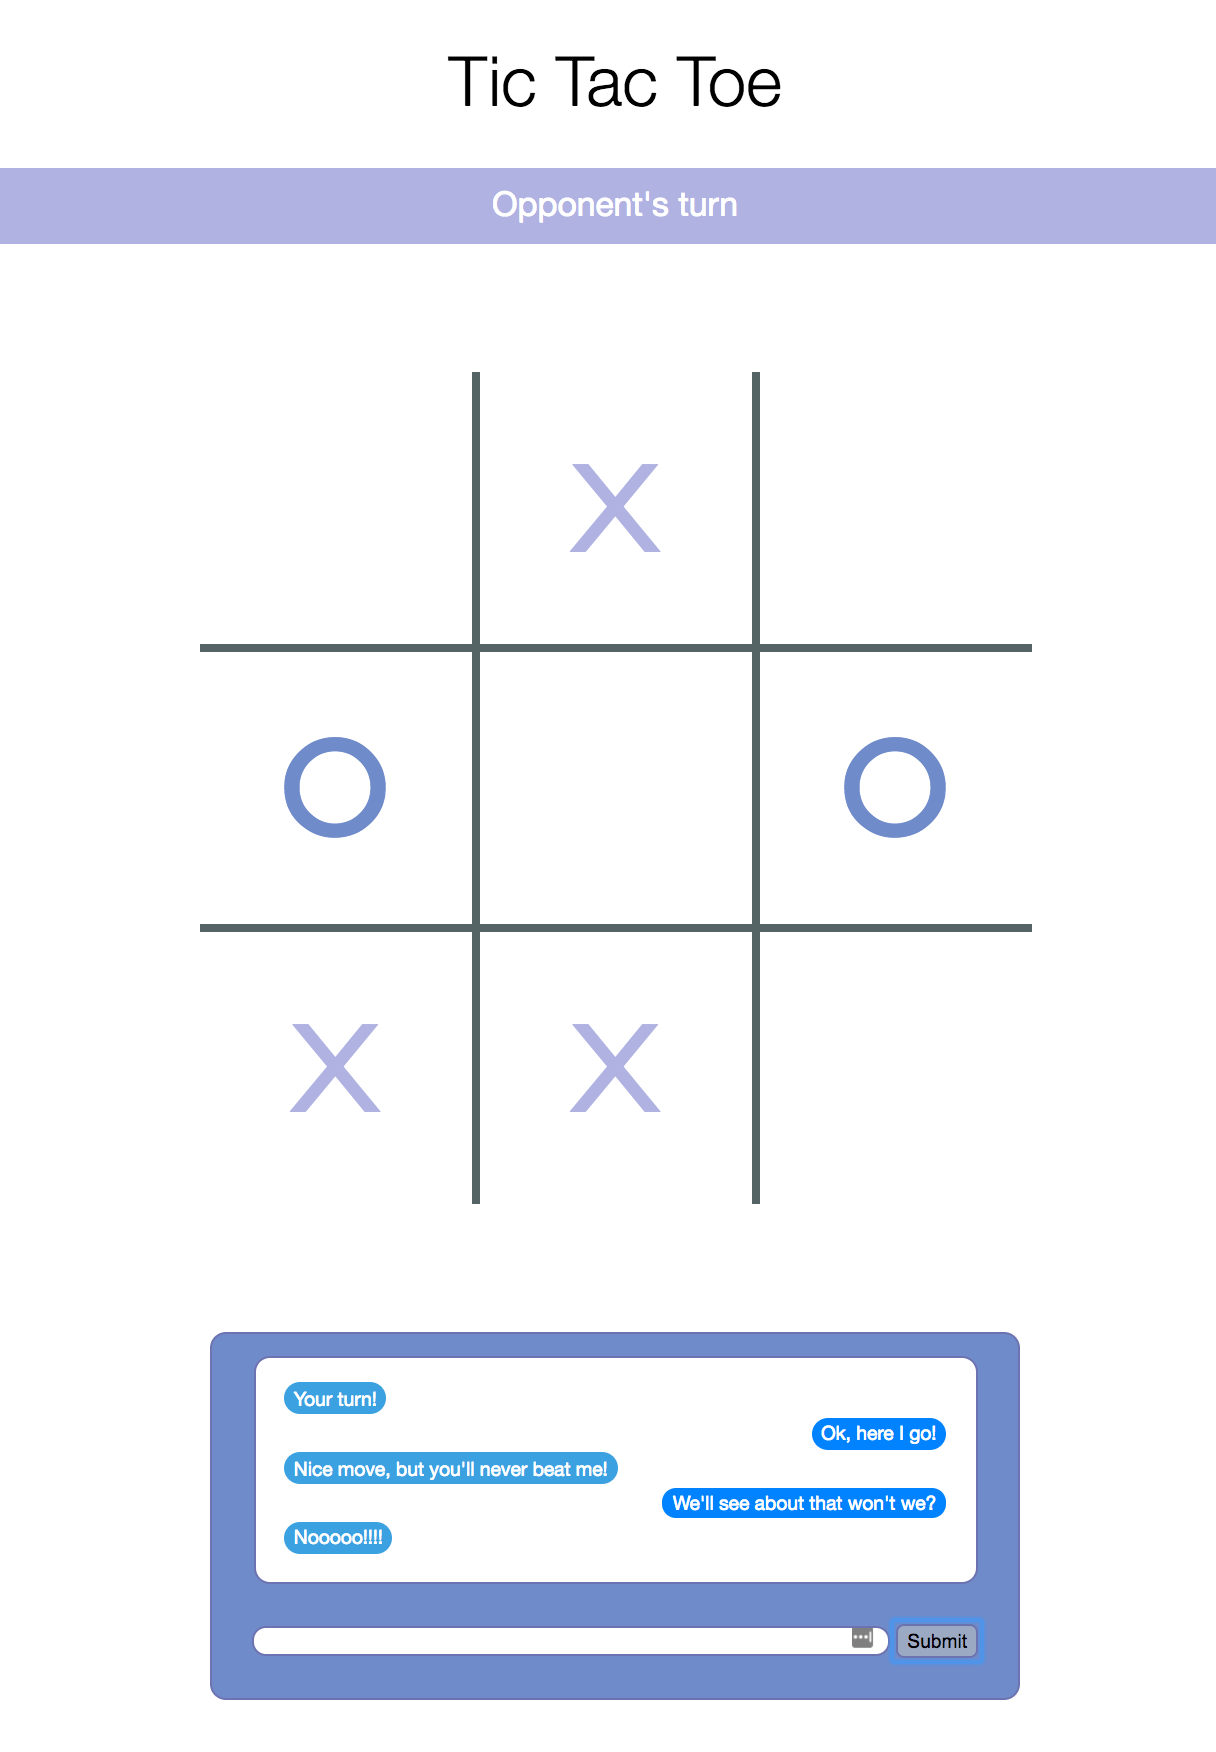 Tic Tac Toe
Opponent's turn
X
O
O
X X
Your turn!
Ok, here I go!
Nice move, but you'll never beat me!
We'll see about that won't we?
Nooooo!!!!
Submit